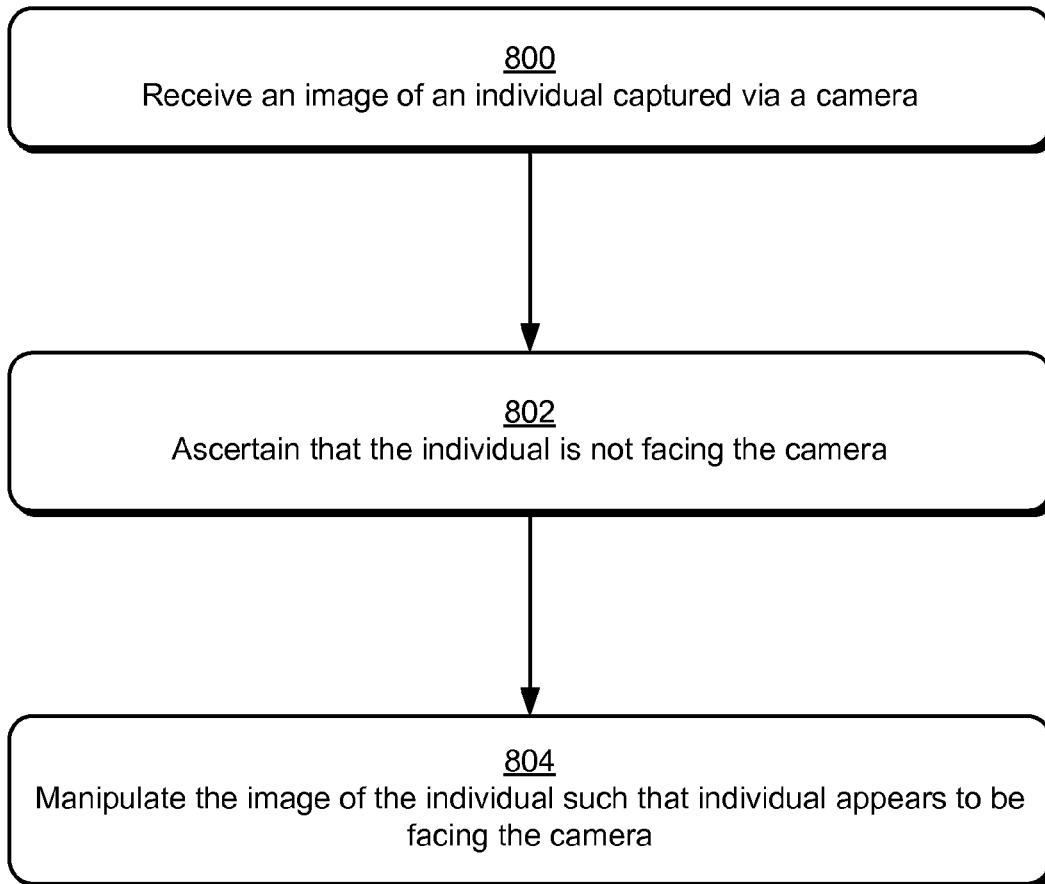 800
Receive an image of an individual captured via a camera
802
Ascertain that the individual is not facing the camera
804
Manipulate the image of the individual such that individual appears to be
facing the camera